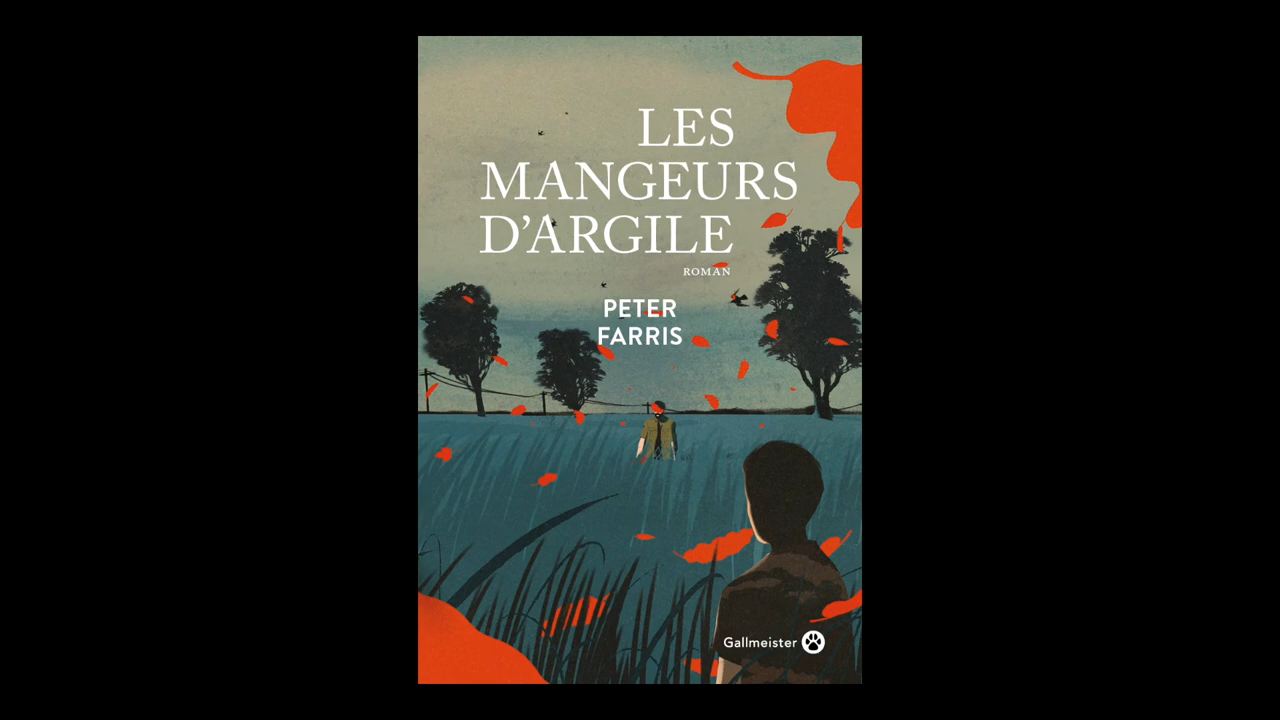 LES
MANGEURS
D’ARGILE
ROMAN
PETER
FARRIS
Gallmeister